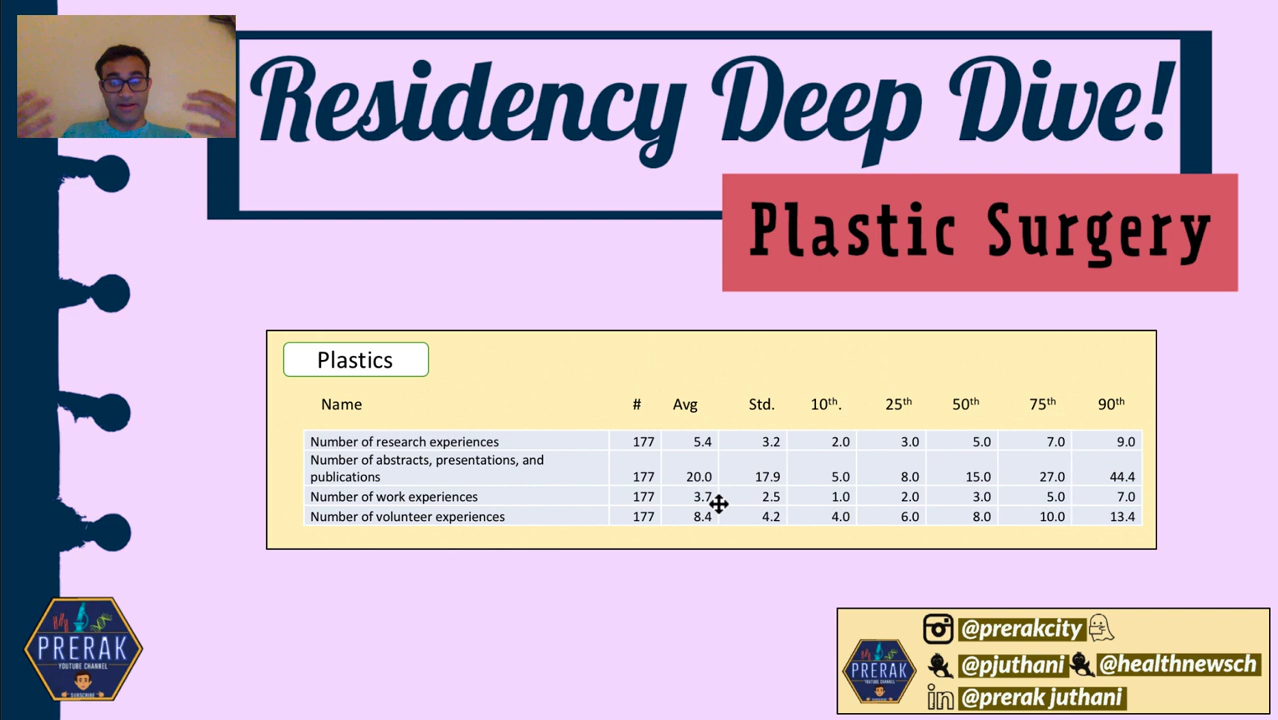 Residency Deep Dive!
Plastic Surgery
Plastics
Name # Avg Std. 10th. 25th 50th 75th 90th
Number of research experiences 177 5.4 3.2 2.0 3.0 5.0 7.0 9.0
Number of abstracts, presentations, and
publications 177 20.0 17.9 5.0 8.0 15.0 27.0 44.4
Number of work experiences 177 3.7 2.5 1.0 2.0 3.0 5.0 7.0
Number of volunteer experiences 177 8.4 4.2 4.0 6.0 8.0 10.0 13.4
PRERAK
YOUTUBE CHANNEL
SUBSCRIBE
@prerakcity
@pjuthani @healthnewsch
in @prerak juthani
PRERAK
YOUTUBE CHANNEL